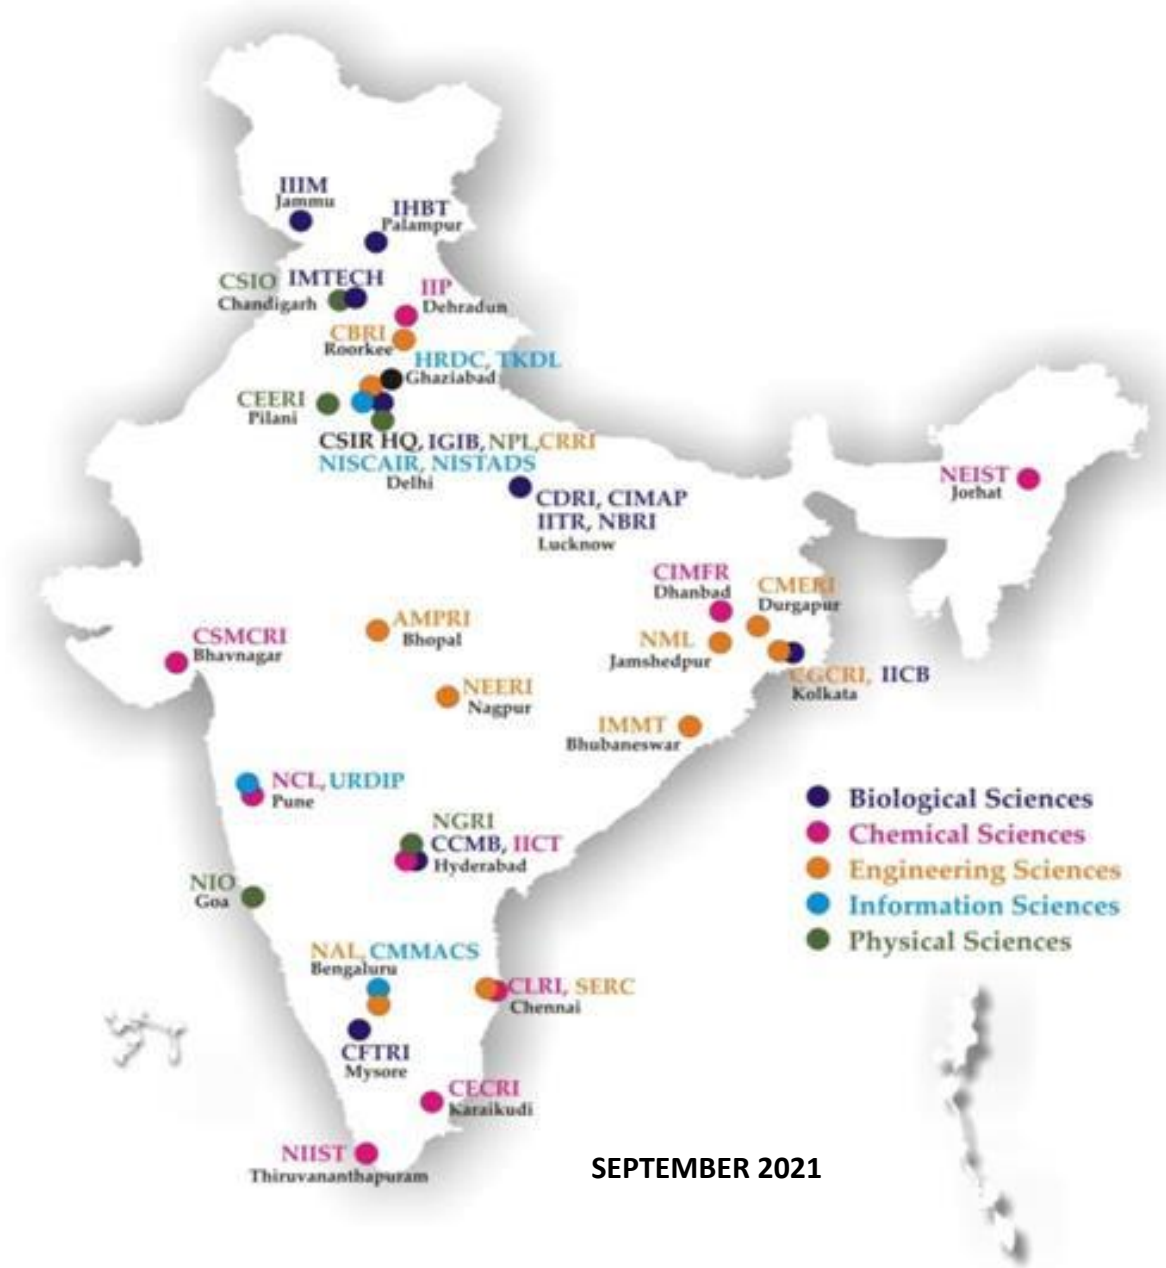 IIIM
Jammu
IHBT
Palampur
CSIO IMTECH
Chandigarh
IIP
Dehradun
CBRI
Roorkee
HRDC, TKDL
Ghaziabad
CEERI
Pilani
CSIR HQ, IGIB, NPL, CRRI
NISCAIR, NISTADS
Delhi
NEIST
Jorhat
CDRI, CIMAP
IITR, NBRI
Lucknow
CIMFR
Dhanbad
CMERI
Durgapur
AMPRI
Bhopal
CSMCRI
Bhavnagar
NML
Jamshedpur
CGCRI, IICB
Kolkata
NEERI
Nagpur
IMMT
Bhubaneswar
NCL, URDIP
Pune
NGRI
CCMB, IICT
Hyderabad
NIO
Goa
Biological Sciences
Chemical Sciences
Engineering Sciences
Information Sciences
Physical Sciences
NAL, CMMACS
Bengaluru
CLRI, SERC
Chennai
CFTRI
Mysore
CECRI
Karaikudi
NIIST
Thiruvananthapuram
SEPTEMBER 2021